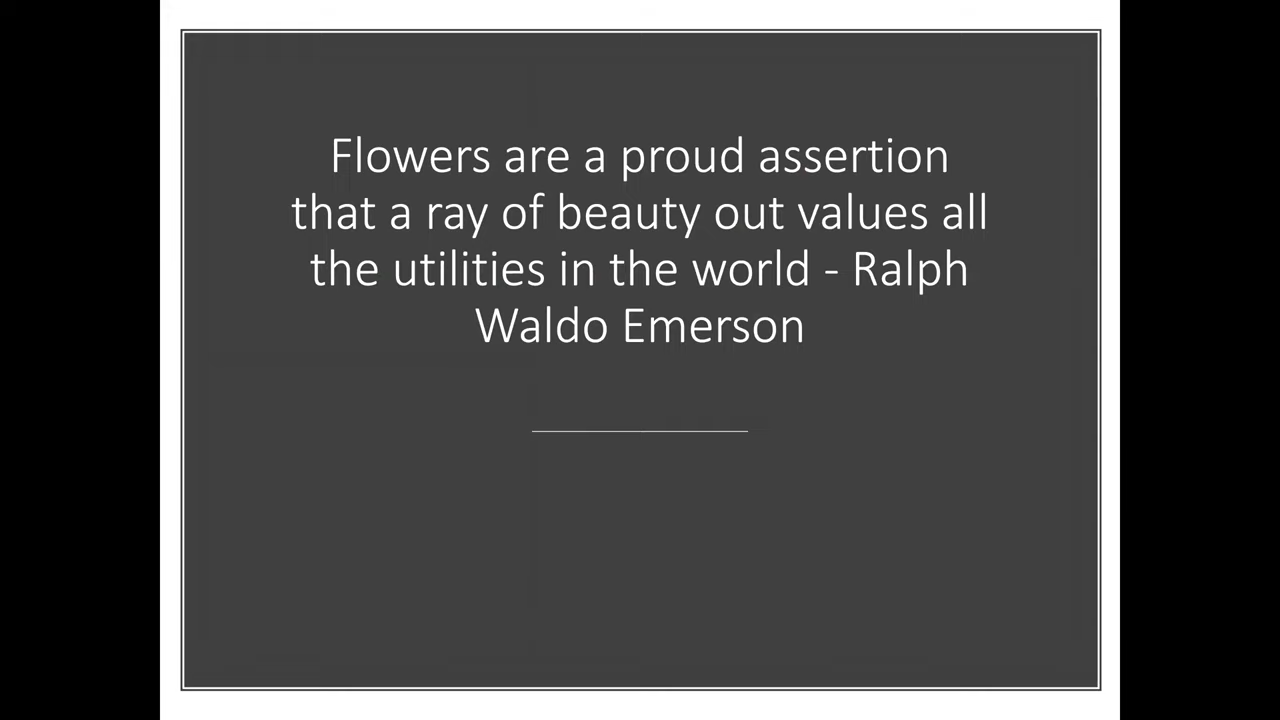 Flowers are a proud assertion
that a ray of beauty out values all
the utilities in the world - Ralph
Waldo Emerson